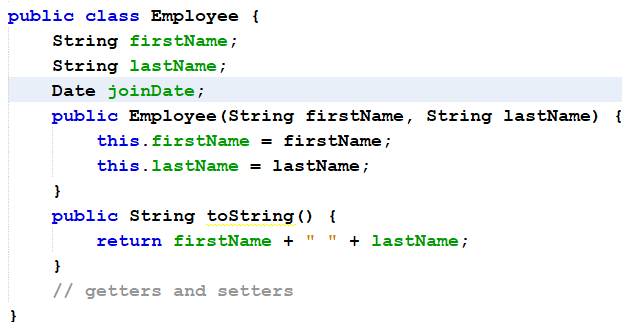 public class Employee {
    String firstName;
    String lastName;
    Date joinDate;
    public Employee(String firstName, String lastName) {
        this.firstName = firstName;
        this.lastName = lastName;
    }
    public String toString() {
        return firstName + " " + lastName;
    }
    // getters and setters
}